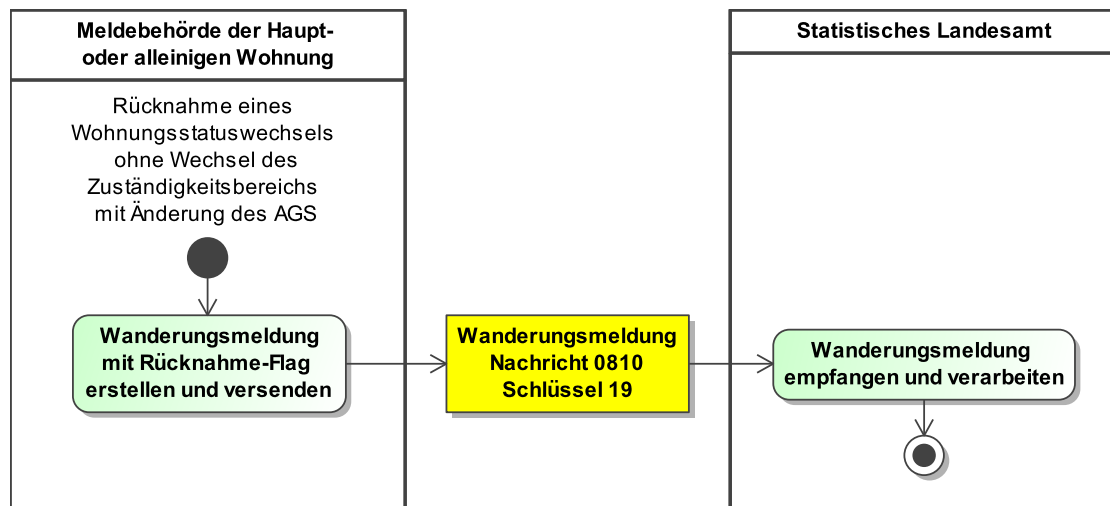 Meldebehörde der Haupt-
oder alleinigen Wohnung
Statistisches Landesamt
Rücknahme eines
Wohnungsstatuswechsels
ohne Wechsel des
Zuständigkeitsbereichs
mit Änderung des AGS
Wanderungsmeldung
mit Rücknahme-Flag
erstellen und versenden
Wanderungsmeldung
Nachricht 0810
Schlüssel 19
Wanderungsmeldung
empfangen und verarbeiten